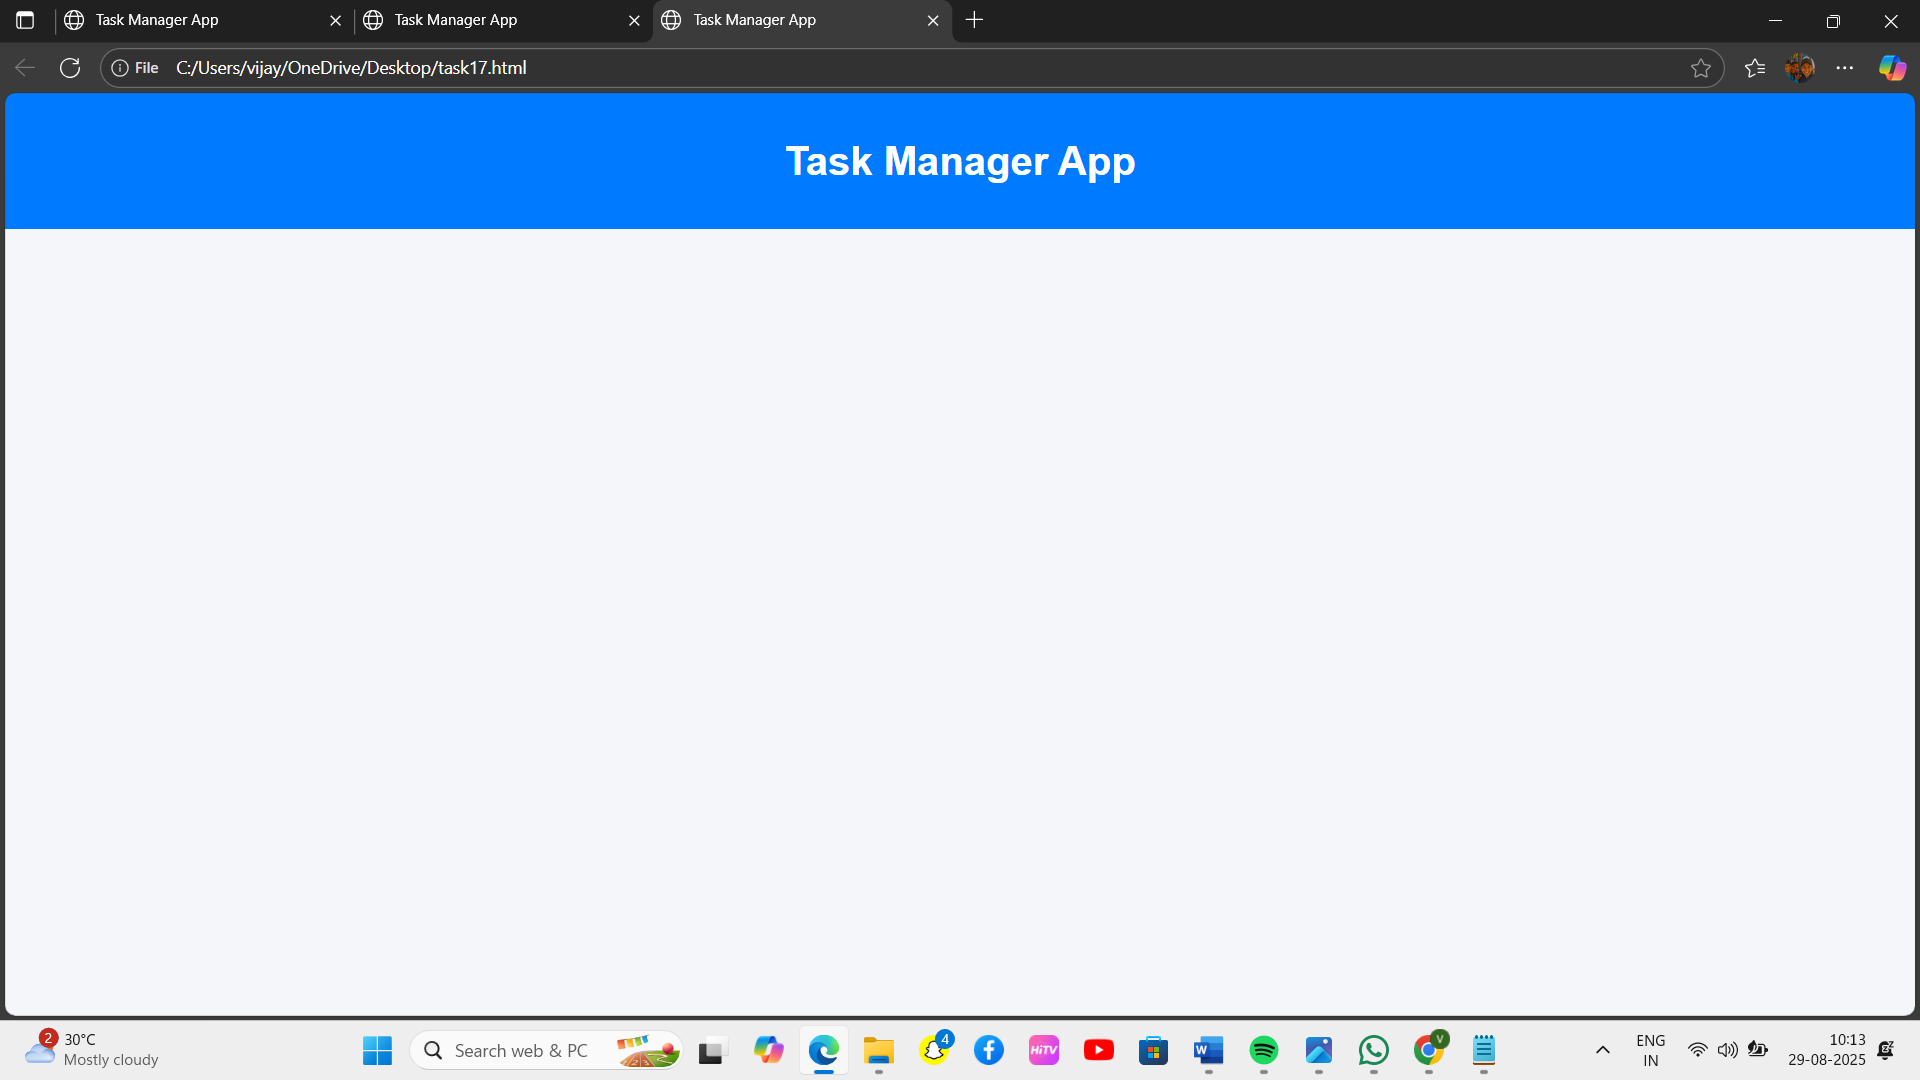 Task Manager App
Task Manager App
Task Manager App
File C:/Users/vijay/OneDrive/Desktop/task17.html
Task Manager App
2
30°C
Mostly cloudy
Search web & PC
4
HiTV
W
V
ENG
IN
10:13
29-08-2025